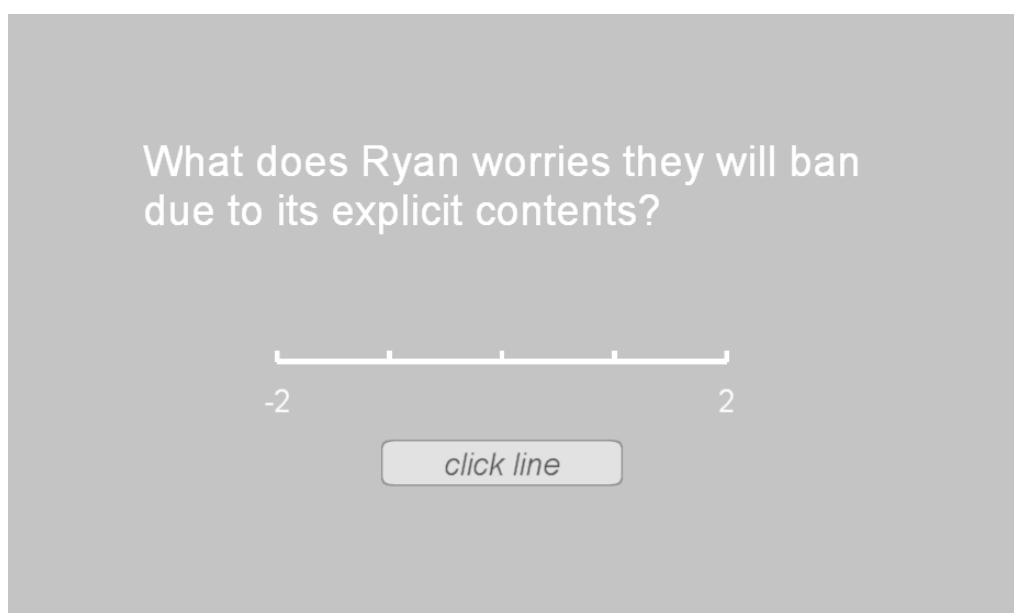 What does Ryan worries they will ban
due to its explicit contents?
-2 2
click line